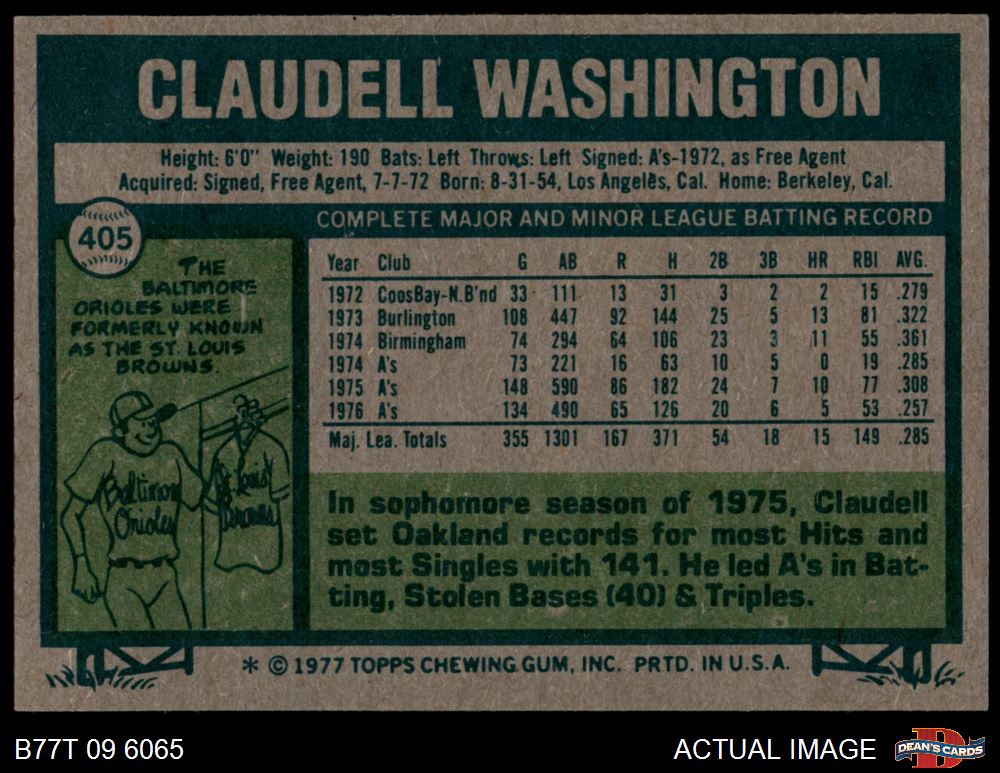 CLAUDELL WASHINGTON
Height: 6'0" Weight: 190 Bats: Left Throws: Left Signed: A's-1972, as Free Agent
Acquired: Signed, Free Agent, 7-7-72 Born: 8-31-54, Los Angeles, Cal. Home: Berkeley, Cal.
405
THE
BALTIMORE
ORIOLES WERE
FORMERLY KNOWN
AS THE ST. LOUIS
BROWNS.
Baltimore
Orioles
St. Louis
Browns
COMPLETE MAJOR AND MINOR LEAGUE BATTING RECORD
Year Club G AB R H 2B 3B HR RBI AVG.
1972 CoosBay-N.B'nd 33 111 13 31 3 2 2 15 .279
1973 Burlington 108 447 92 144 25 5 13 81 .322
1974 Birmingham 74 294 64 106 23 3 11 55 .361
1974 A's 73 221 16 63 10 5 0 19 .285
1975 A's 148 590 86 182 24 7 10 77 .308
1976 A's 134 490 65 126 20 6 5 53 .257
Maj. Lea. Totals 355 1301 167 371 54 18 15 149 .285
In sophomore season of 1975, Claudell
set Oakland records for most Hits and
most Singles with 141. He led A's in Bat-
ting, Stolen Bases (40) & Triples.
* © 1977 TOPPS CHEWING GUM, INC. PRTD. IN U.S.A.
B77T 09 6065
ACTUAL IMAGE
D
DEAN'S CARDS